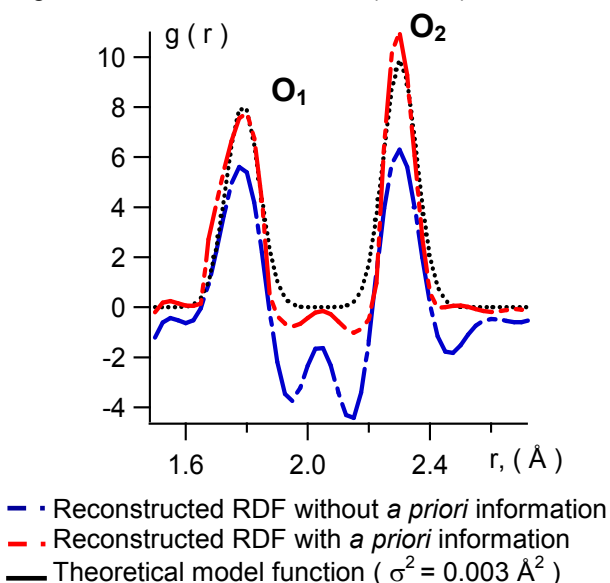 g ( r )
O₂
O₁
10
8
6
4
2
0
-2
-4
1.6
2.0
2.4
r, ( Å )
Reconstructed RDF without a priori information
Reconstructed RDF with a priori information
Theoretical model function ( σ² = 0.003 Å² )